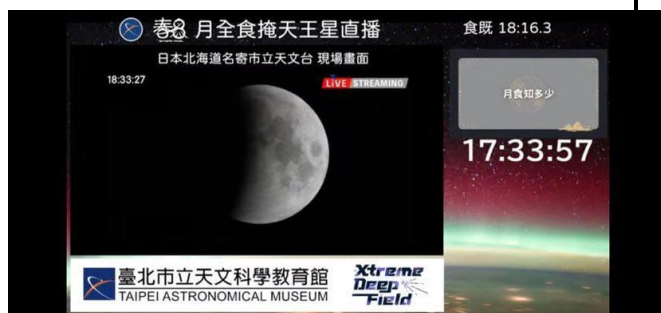 月全食掩天王星直播
食既 18:16.3
日本北海道名寄市立天文台 現場畫面
18:33:27
LIVE STREAMING
月食知多少
17:33:57
臺北市立天文科學教育館
TAIPEI ASTRONOMICAL MUSEUM
Xtreme
Deep
Field